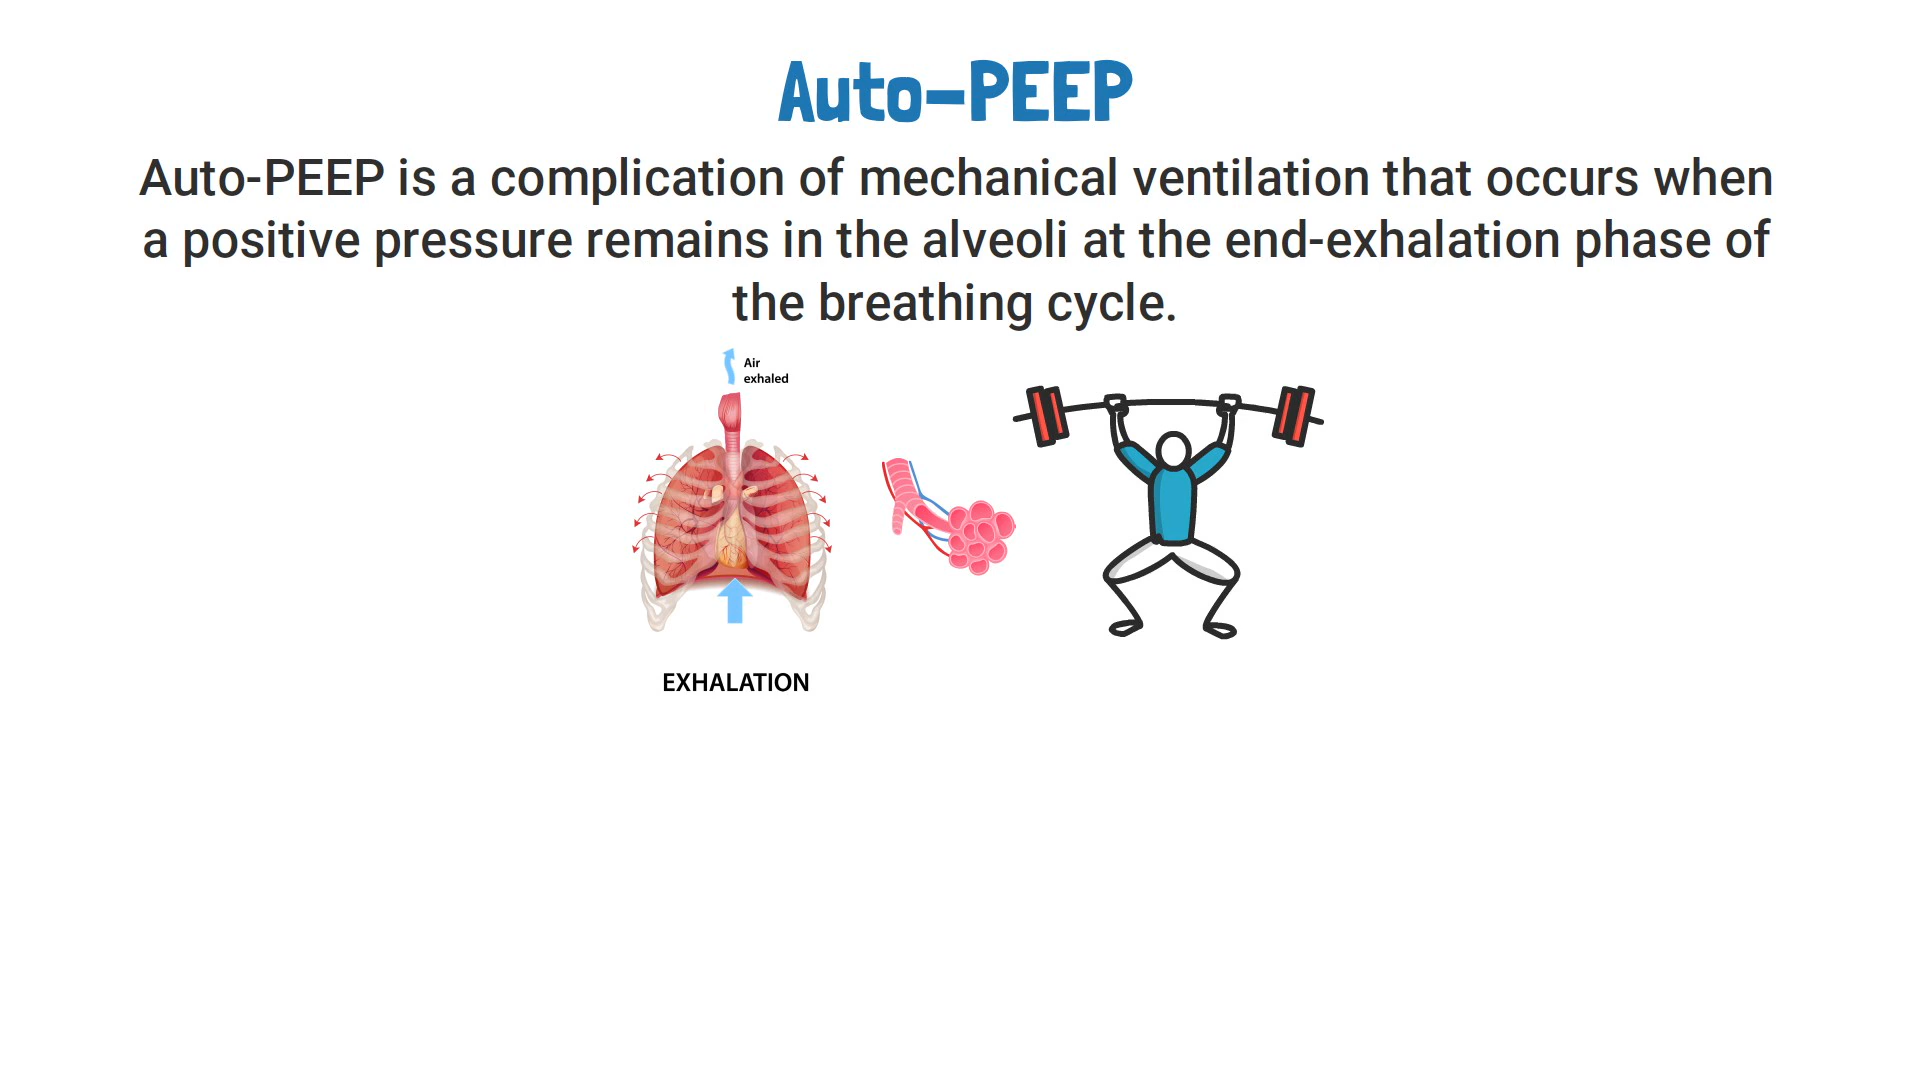 Auto-PEEP
Auto-PEEP is a complication of mechanical ventilation that occurs when
a positive pressure remains in the alveoli at the end-exhalation phase of
the breathing cycle.
Air
exhaled
EXHALATION